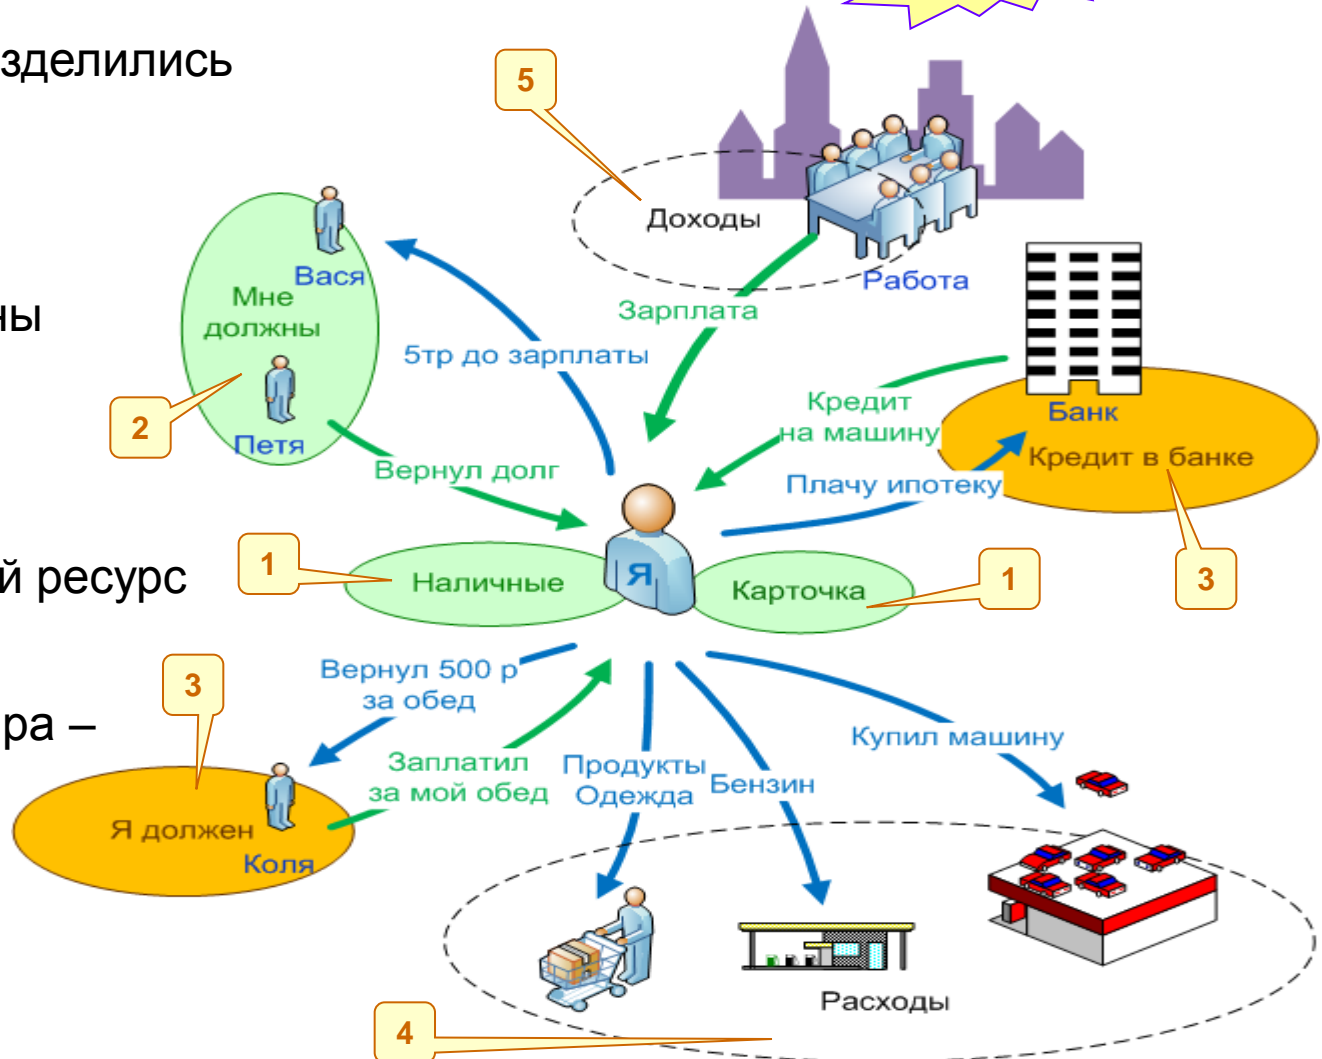 зделились
5
Доходы
Работа
Вася
Мне
должны
ны
Зарплата
5тр до зарплаты
Кредит
на машину
Банк
2
Петя
Вернул долг
Кредит в банке
Плачу ипотеку
й ресурс
1
Наличные
Я
Карточка
1
3
3
Вернул 500 р
за обед
ра –
Заплатил
за мой обед
Продукты
Одежда
Бензин
Купил машину
Я должен
Коля
Расходы
4